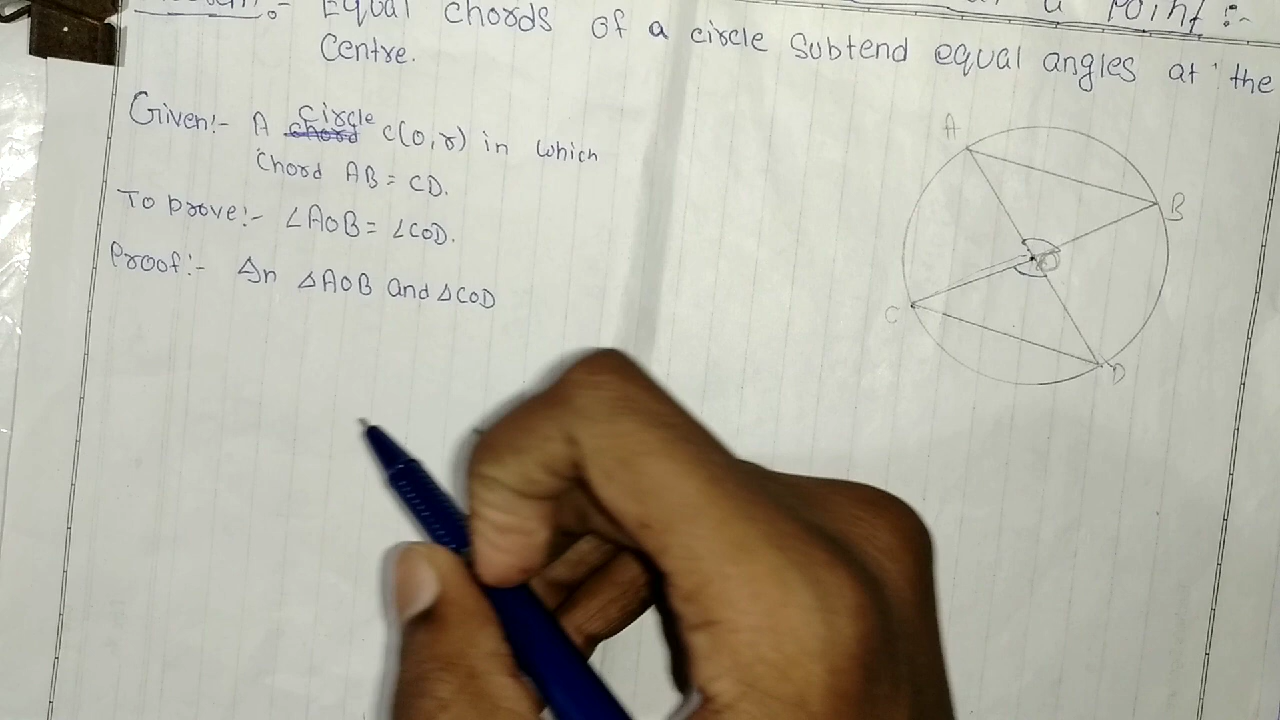 a Point :-
Equal chords of a circle Subtend equal angles at the
Centre.
Given:- A Circle C(O,r) in which
Chord AB = CD.
To prove:- ∠AOB = ∠COD.
Proof:- In △AOB and △COD
A
B
C
D